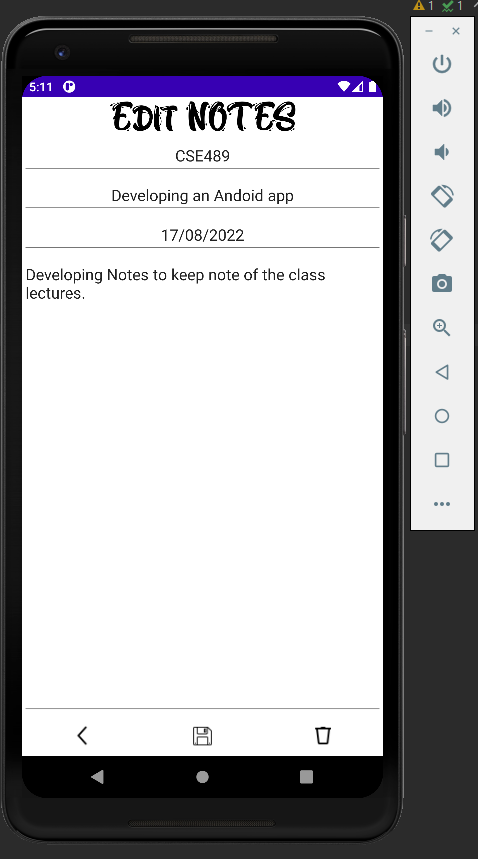 1 1
5:11
EDIT NOTES
CSE489
Developing an Andoid app
17/08/2022
Developing Notes to keep note of the class
lectures.